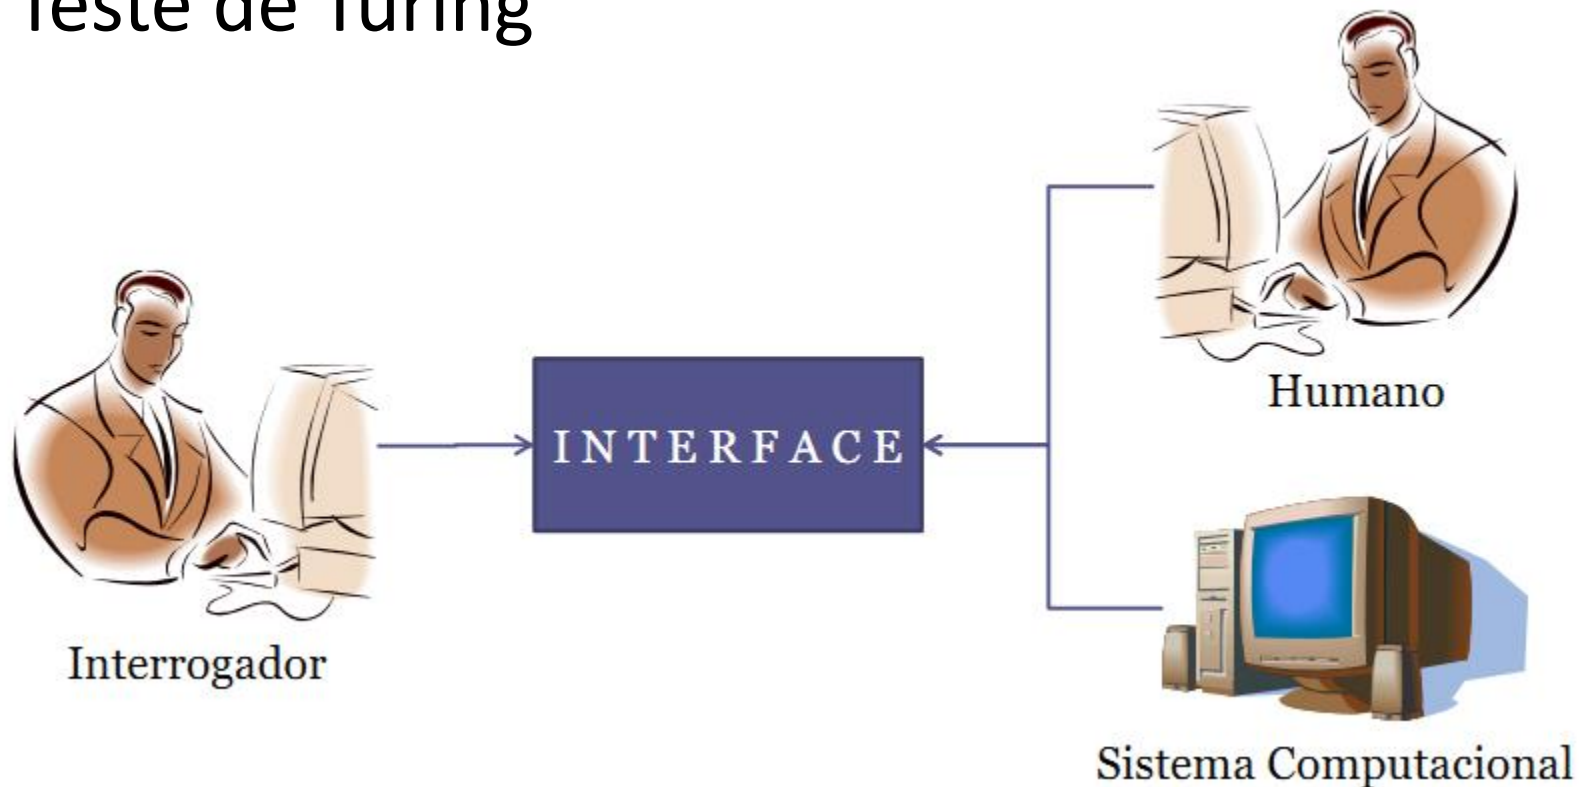 Teste de Turing
Humano
INTERFACE
Interrogador
Sistema Computacional